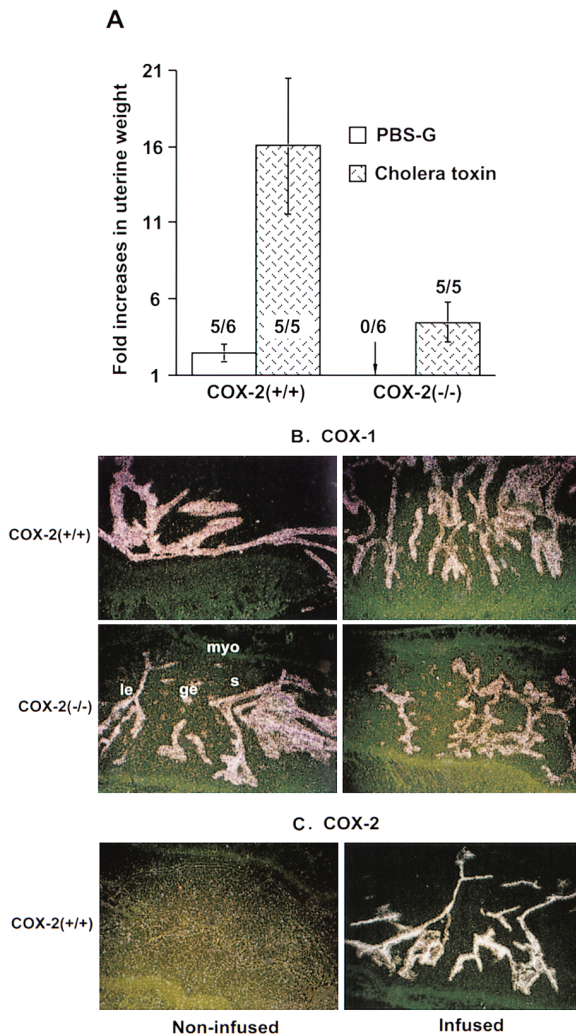 A
Fold increases in uterine weight
21
16
11
6
1
PBS-G
Cholera toxin
5/6
5/5
0/6
5/5
COX-2(+/+)
COX-2(-/-)
B. COX-1
COX-2(+/+)
COX-2(-/-)
myo
le
ge
s
C. COX-2
COX-2(+/+)
Non-infused
Infused